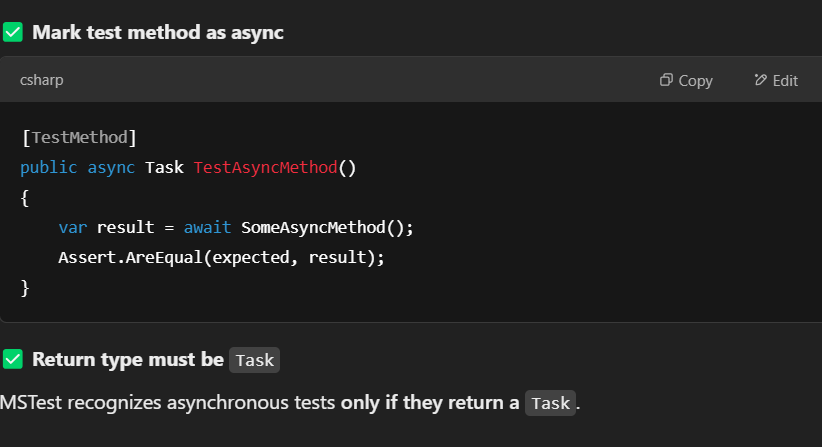 ✅ Mark test method as async
csharp Copy Edit
[TestMethod]
public async Task TestAsyncMethod()
{
    var result = await SomeAsyncMethod();
    Assert.AreEqual(expected, result);
}
✅ Return type must be Task
MSTest recognizes asynchronous tests only if they return a Task.